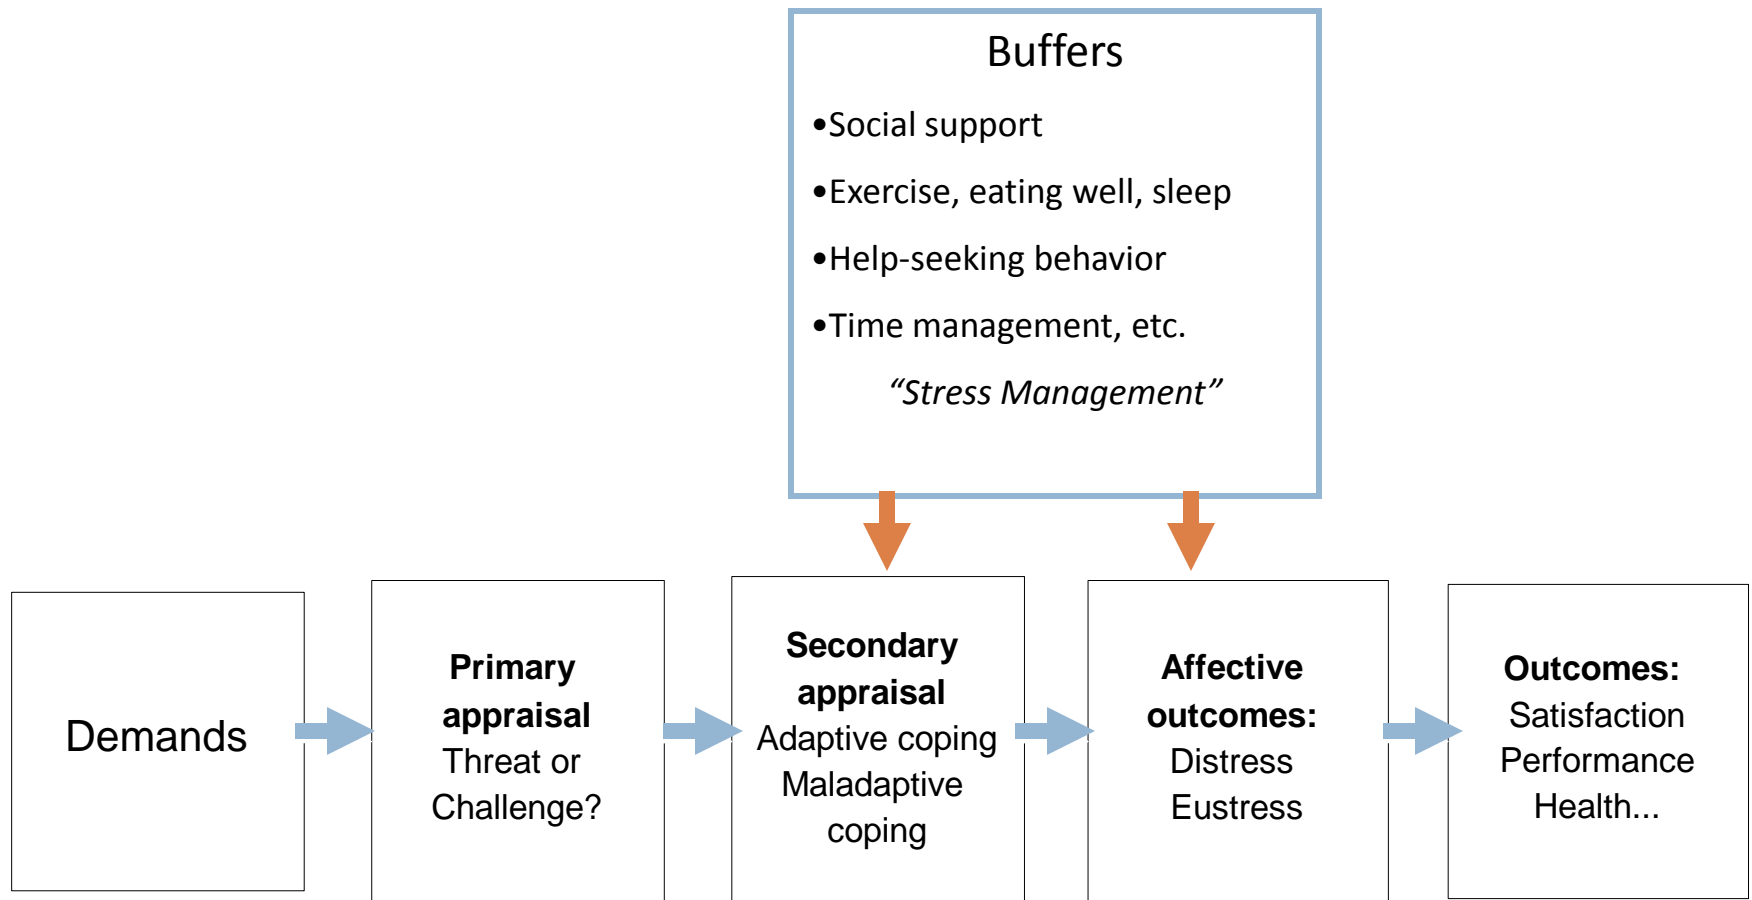 Buffers
•Social support
•Exercise, eating well, sleep
•Help-seeking behavior
•Time management, etc.
“Stress Management”
Demands
Primary
appraisal
Threat or
Challenge?
Secondary
appraisal
Adaptive coping
Maladaptive
coping
Affective
outcomes:
Distress
Eustress
Outcomes:
Satisfaction
Performance
Health...